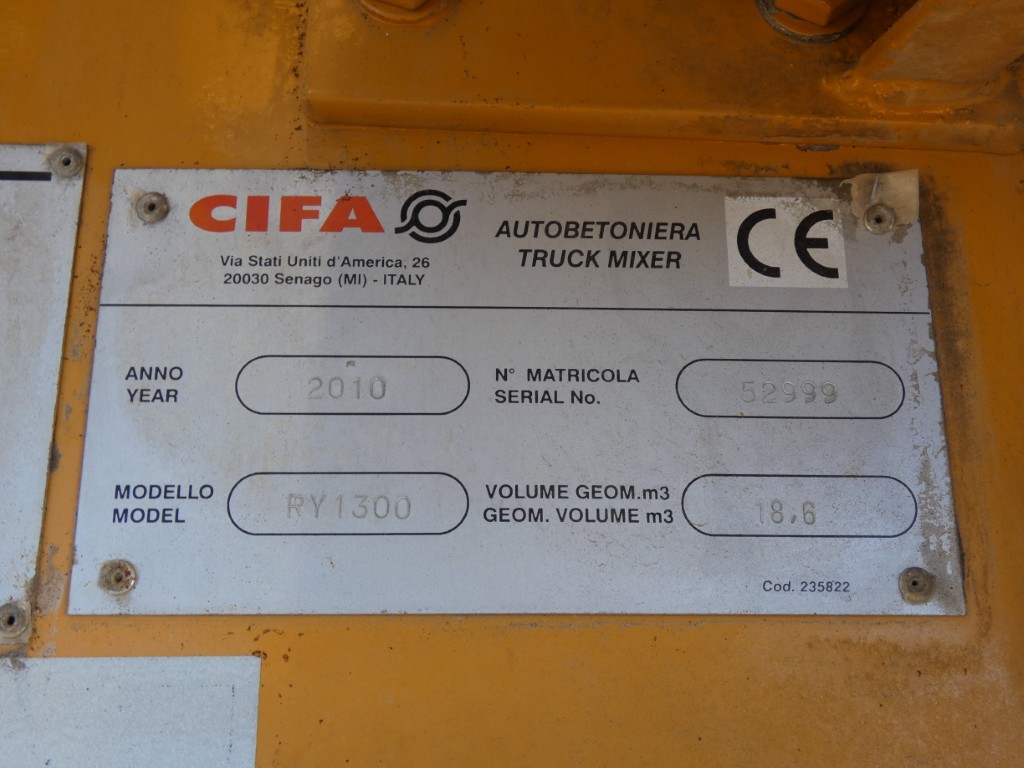 CIFA
Via Stati Uniti d'America, 26
20030 Senago (MI) - ITALY
AUTOBETONIERA
TRUCK MIXER
CE
ANNO
YEAR
2010
N° MATRICOLA
SERIAL No.
52999
MODELLO
MODEL
RY1300
VOLUME GEOM.m3
GEOM. VOLUME m3
18,6
Cod. 235822